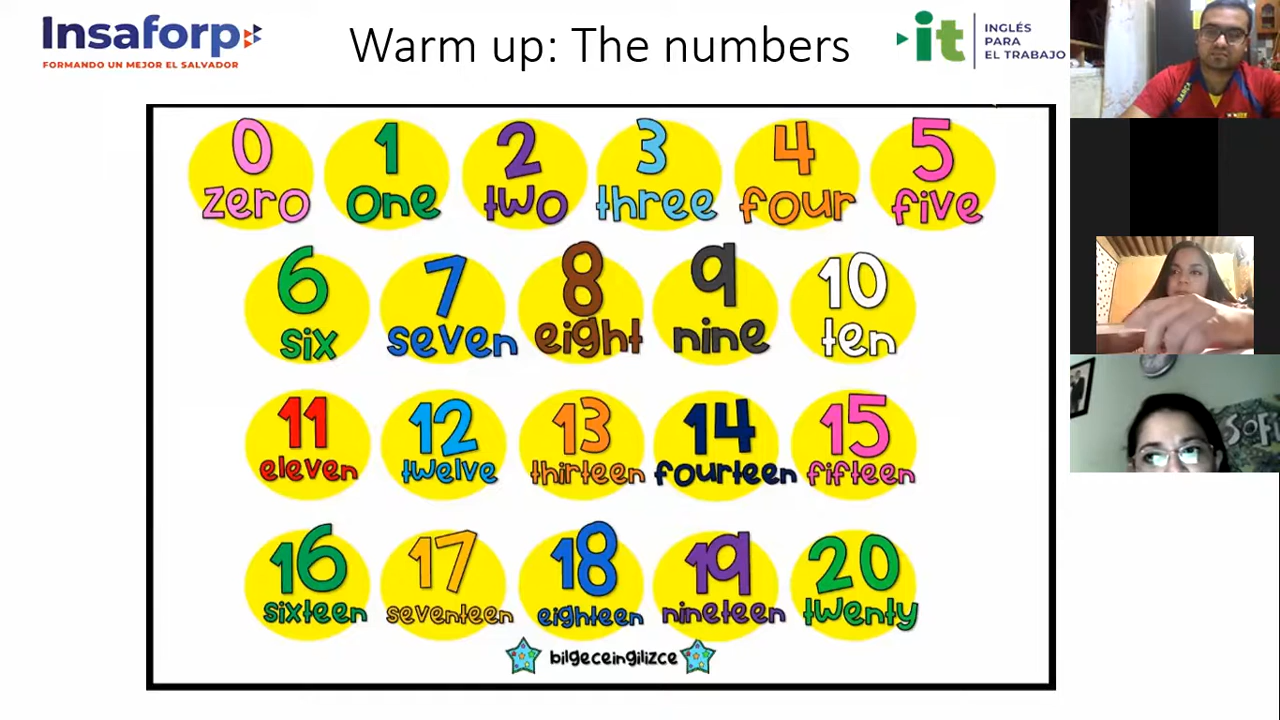 Insaforp
FORMANDO UN MEJOR EL SALVADOR
Warm up: The numbers
it
INGLÉS
PARA
EL TRABAJO
0 1 2 3 4 5
zero one two three four five
6 7 8 9 10
six seven eight nine ten
11 12 13 14 15
eleven twelve thirteen fourteen fifteen
16 17 18 19 20
sixteen seventeen eighteen nineteen twenty
bilgeceingilizce
BARÇA